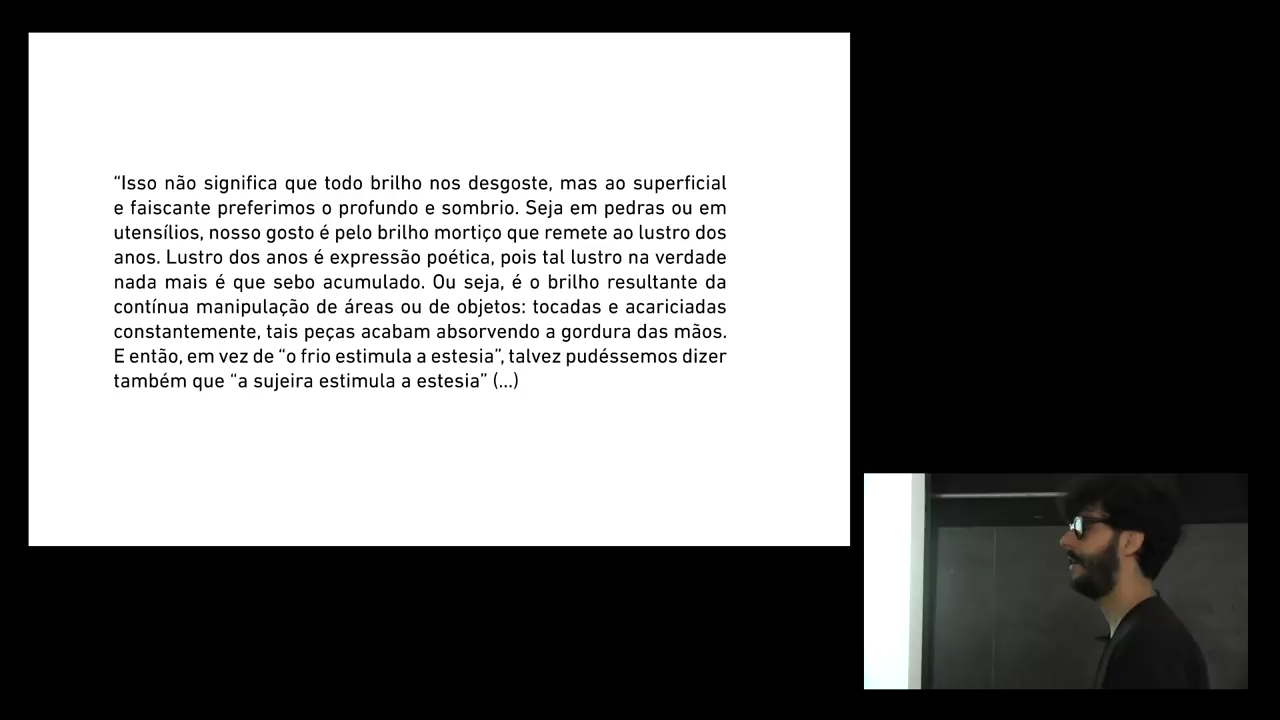 “Isso não significa que todo brilho nos desgoste, mas ao superficial
e faiscante preferimos o profundo e sombrio. Seja em pedras ou em
utensílios, nosso gosto é pelo brilho mortiço que remete ao lustro dos
anos. Lustro dos anos é expressão poética, pois tal lustro na verdade
nada mais é que sebo acumulado. Ou seja, é o brilho resultante da
contínua manipulação de áreas ou de objetos: tocadas e acariciadas
constantemente, tais peças acabam absorvendo a gordura das mãos.
E então, em vez de “o frio estimula a estesia”, talvez pudéssemos dizer
também que “a sujeira estimula a estesia” (...)